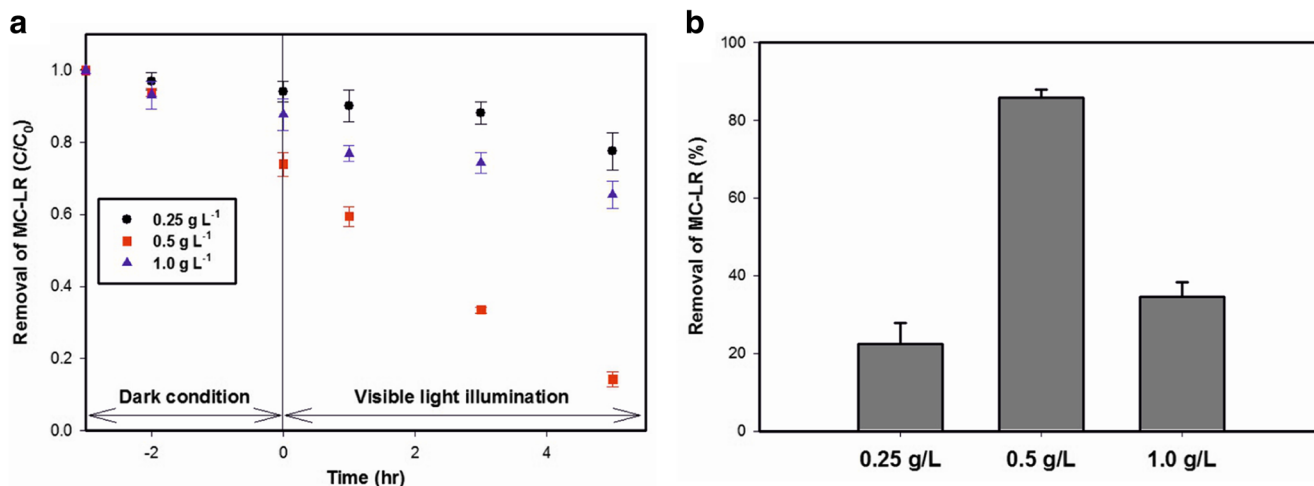 a
Removal of MC-LR (C/C₀)
1.0
0.8
0.6
0.4
0.2
0.0
0.25 g L⁻¹
0.5 g L⁻¹
1.0 g L⁻¹
Dark condition
Visible light illumination
-2
0
2
4
Time (hr)
b
Removal of MC-LR (%)
100
80
60
40
20
0
0.25 g/L
0.5 g/L
1.0 g/L